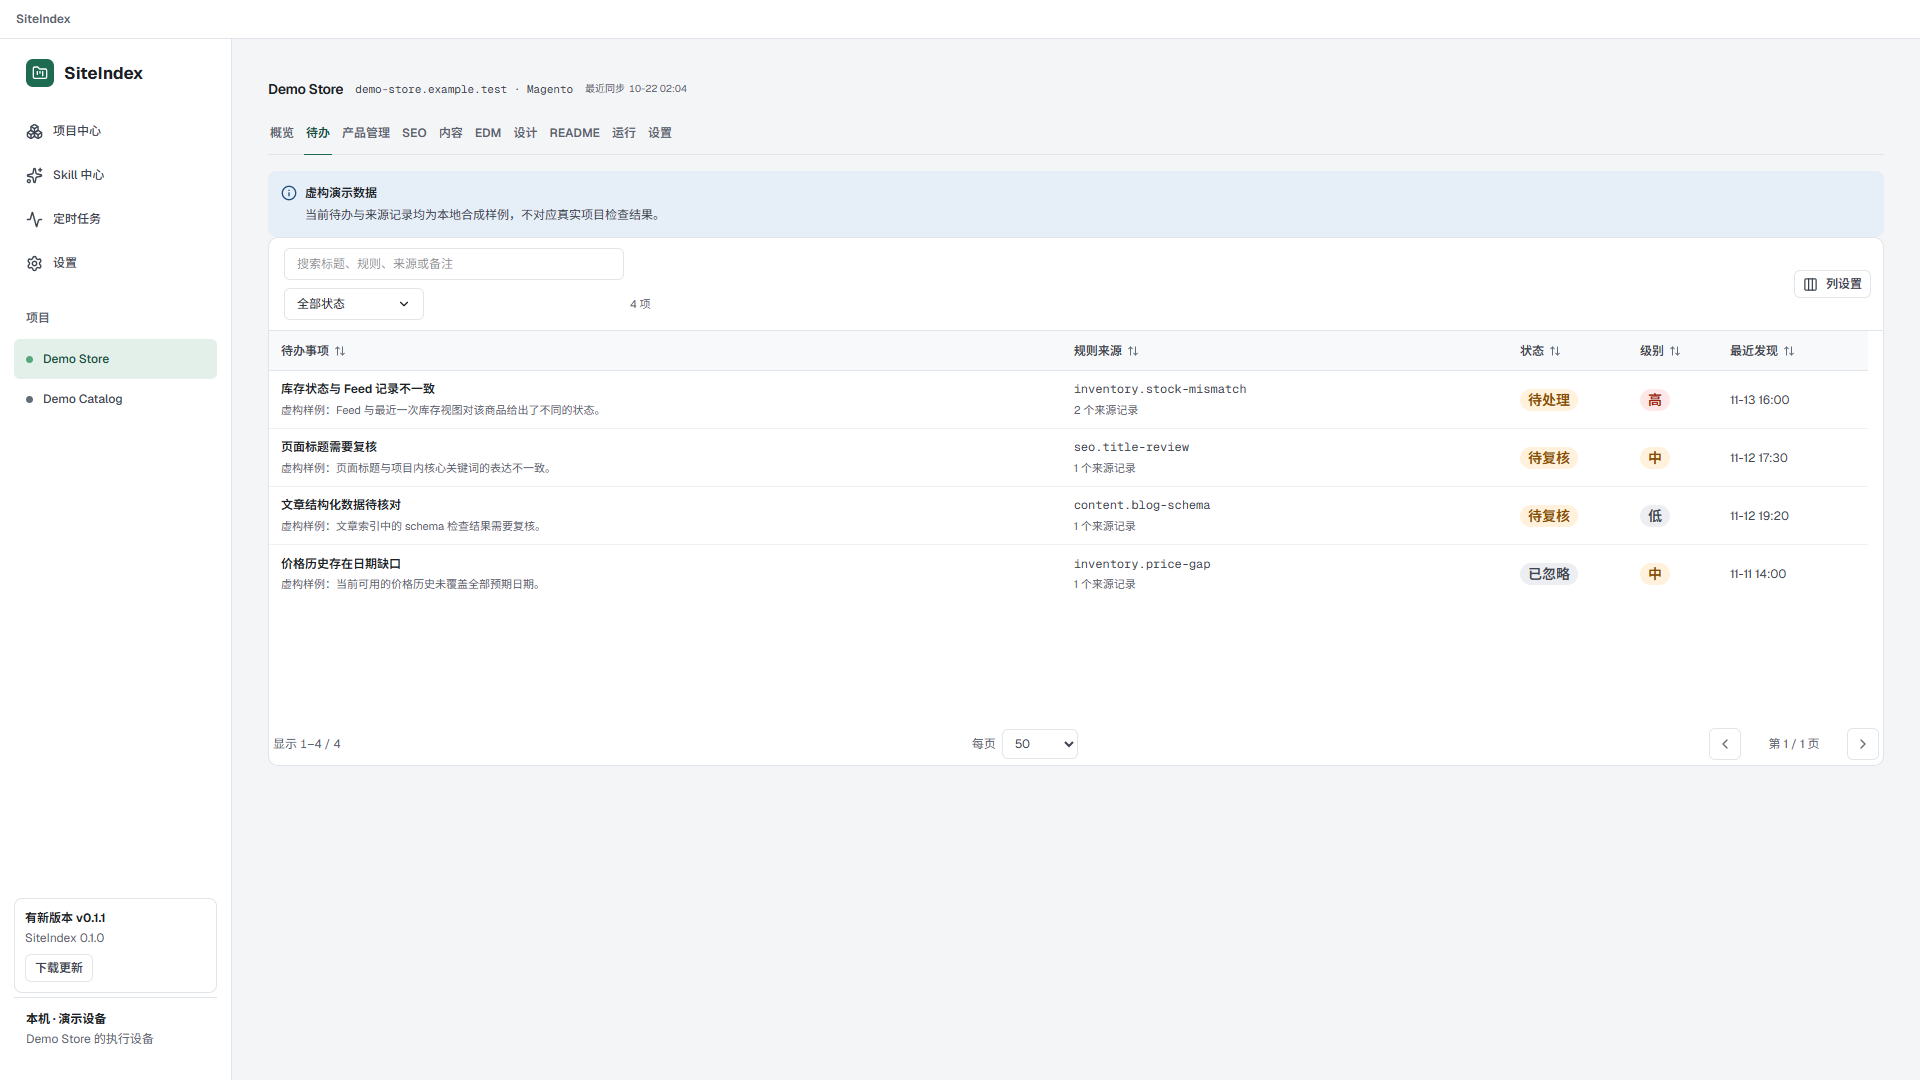 SiteIndex
SiteIndex
项目中心
Skill 中心
定时任务
设置
项目
Demo Store
Demo Catalog
有新版本 v0.1.1
SiteIndex 0.1.0
下载更新
本机 · 演示设备
Demo Store 的执行设备
Demo Store demo-store.example.test · Magento 最近同步 10-22 02:04
概览 待办 产品管理 SEO 内容 EDM 设计 README 运行 设置
虚构演示数据
当前待办与来源记录均为本地合成样例，不对应真实项目检查结果。
搜索标题、规则、来源或备注
全部状态 4 项
列设置
待办事项 规则来源 状态 级别 最近发现
库存状态与 Feed 记录不一致
虚构样例：Feed 与最近一次库存视图对该商品给出了不同的状态。
inventory.stock-mismatch
2 个来源记录
待处理 高 11-13 16:00
页面标题需要复核
虚构样例：页面标题与项目内核心关键词的表达不一致。
seo.title-review
1 个来源记录
待复核 中 11-12 17:30
文章结构化数据待核对
虚构样例：文章索引中的 schema 检查结果需要复核。
content.blog-schema
1 个来源记录
待复核 低 11-12 19:20
价格历史存在日期缺口
虚构样例：当前可用的价格历史未覆盖全部预期日期。
inventory.price-gap
1 个来源记录
已忽略 中 11-11 14:00
显示 1–4 / 4 每页 50 第 1 / 1 页